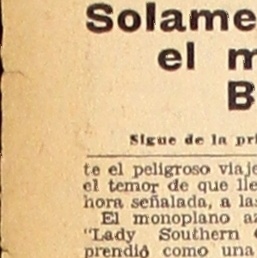 Solame
el m
B
Sigue de la pri
te el peligroso viaje
el temor de que lle
hora señalada, a las
El monoplano az
"Lady Southern
prendió como una